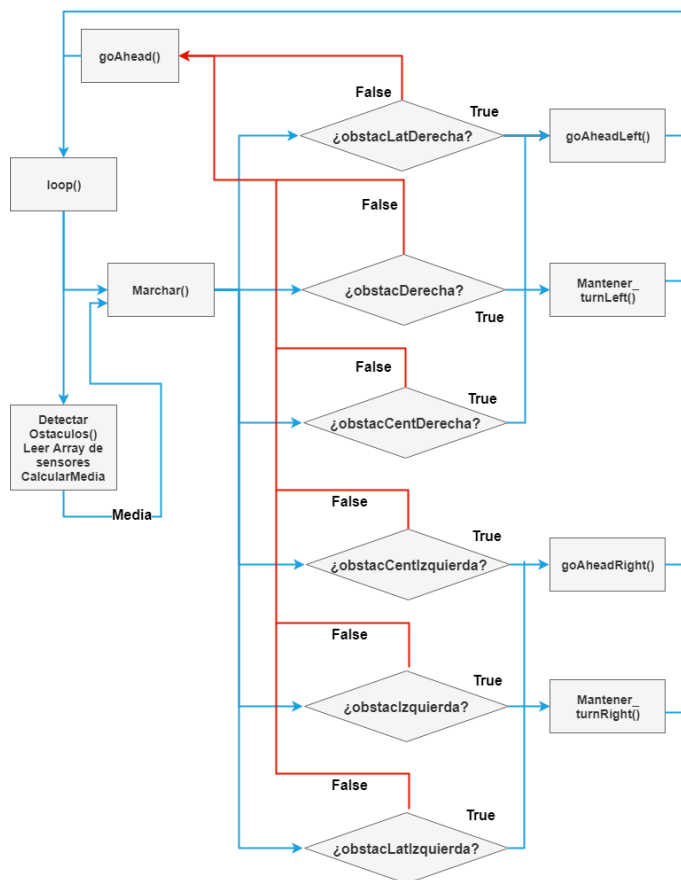 goAhead()
False
True
¿obstacLatDerecha?
goAheadLeft()
loop()
False
Marchar()
¿obstacDerecha?
Mantener_
turnLeft()
True
False
True
¿obstacCentDerecha?
Detectar
Ostaculos()
Leer Array de
sensores
CalcularMedia
Media
False
True
¿obstacCentIzquierda?
goAheadRight()
False
True
¿obstacIzquierda?
Mantener_
turnRight()
False
True
¿obstacLatIzquierda?